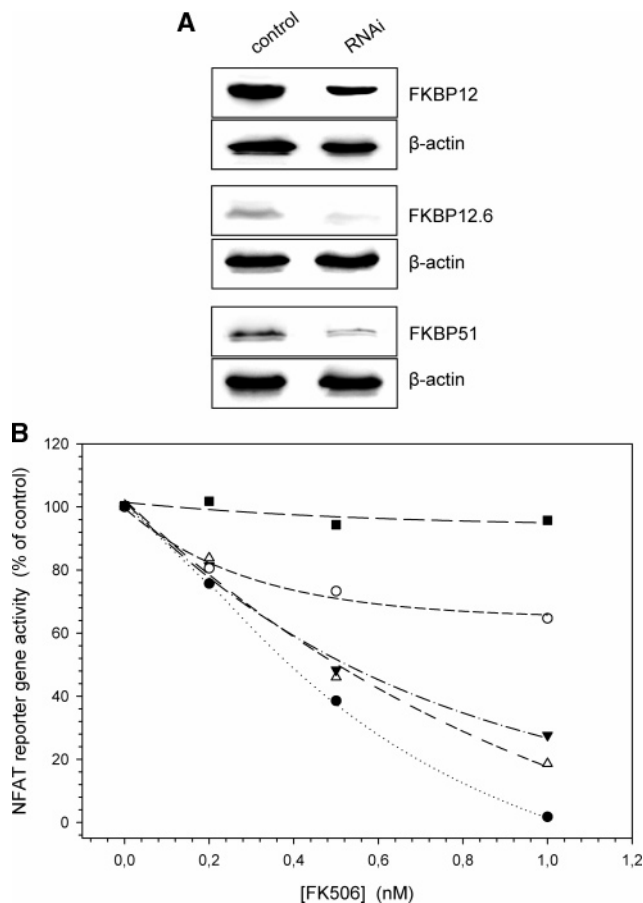 A
control RNAi
FKBP12
β-actin
FKBP12.6
β-actin
FKBP51
β-actin
B
NFAT reporter gene activity (% of control)
120
100
80
60
40
20
0
0,0 0,2 0,4 0,6 0,8 1,0 1,2
[FK506] (nM)